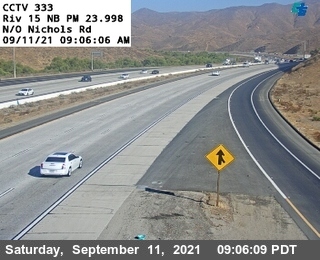 CCTV 333
Riv 15 NB PM 23.998
N/O Nichols Rd
09/11/21 09:06:06 AM
Saturday, September 11, 2021 09:06:09 PDT